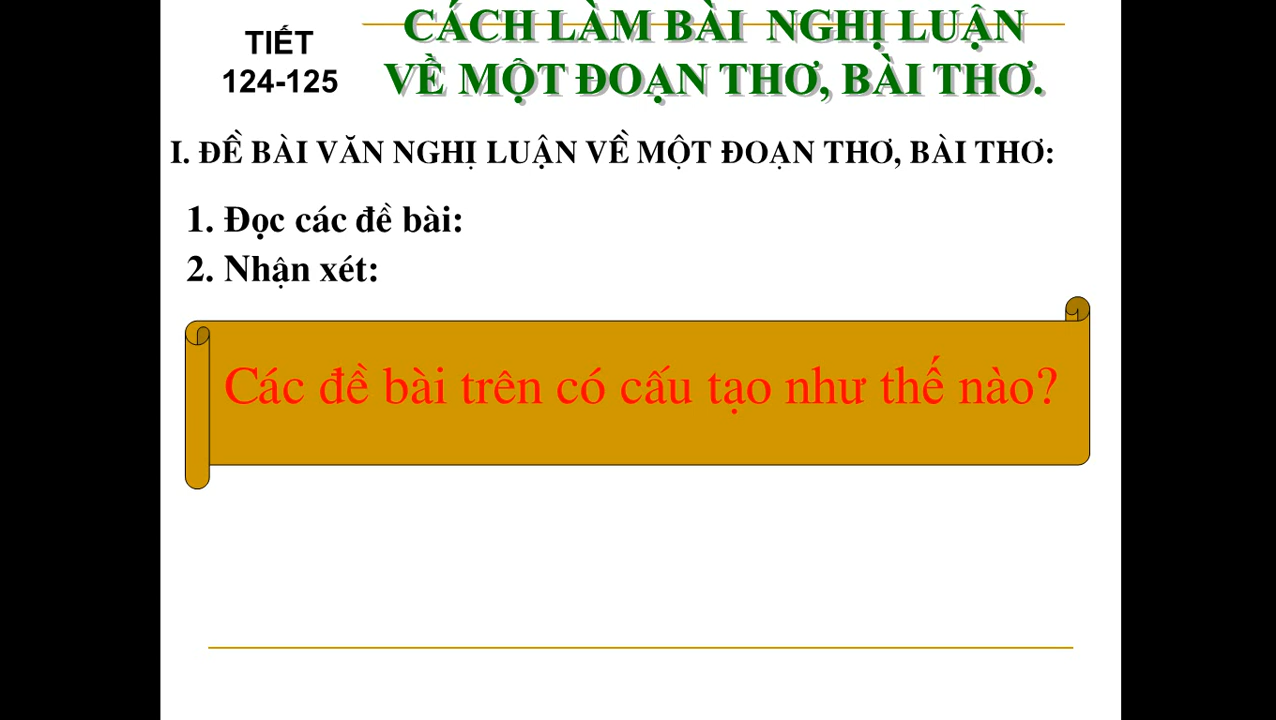 TIẾT
124-125
CÁCH LÀM BÀI NGHỊ LUẬN
VỀ MỘT ĐOẠN THƠ, BÀI THƠ.
I. ĐỀ BÀI VĂN NGHỊ LUẬN VỀ MỘT ĐOẠN THƠ, BÀI THƠ:
1. Đọc các đề bài:
2. Nhận xét:
Các đề bài trên có cấu tạo như thế nào?